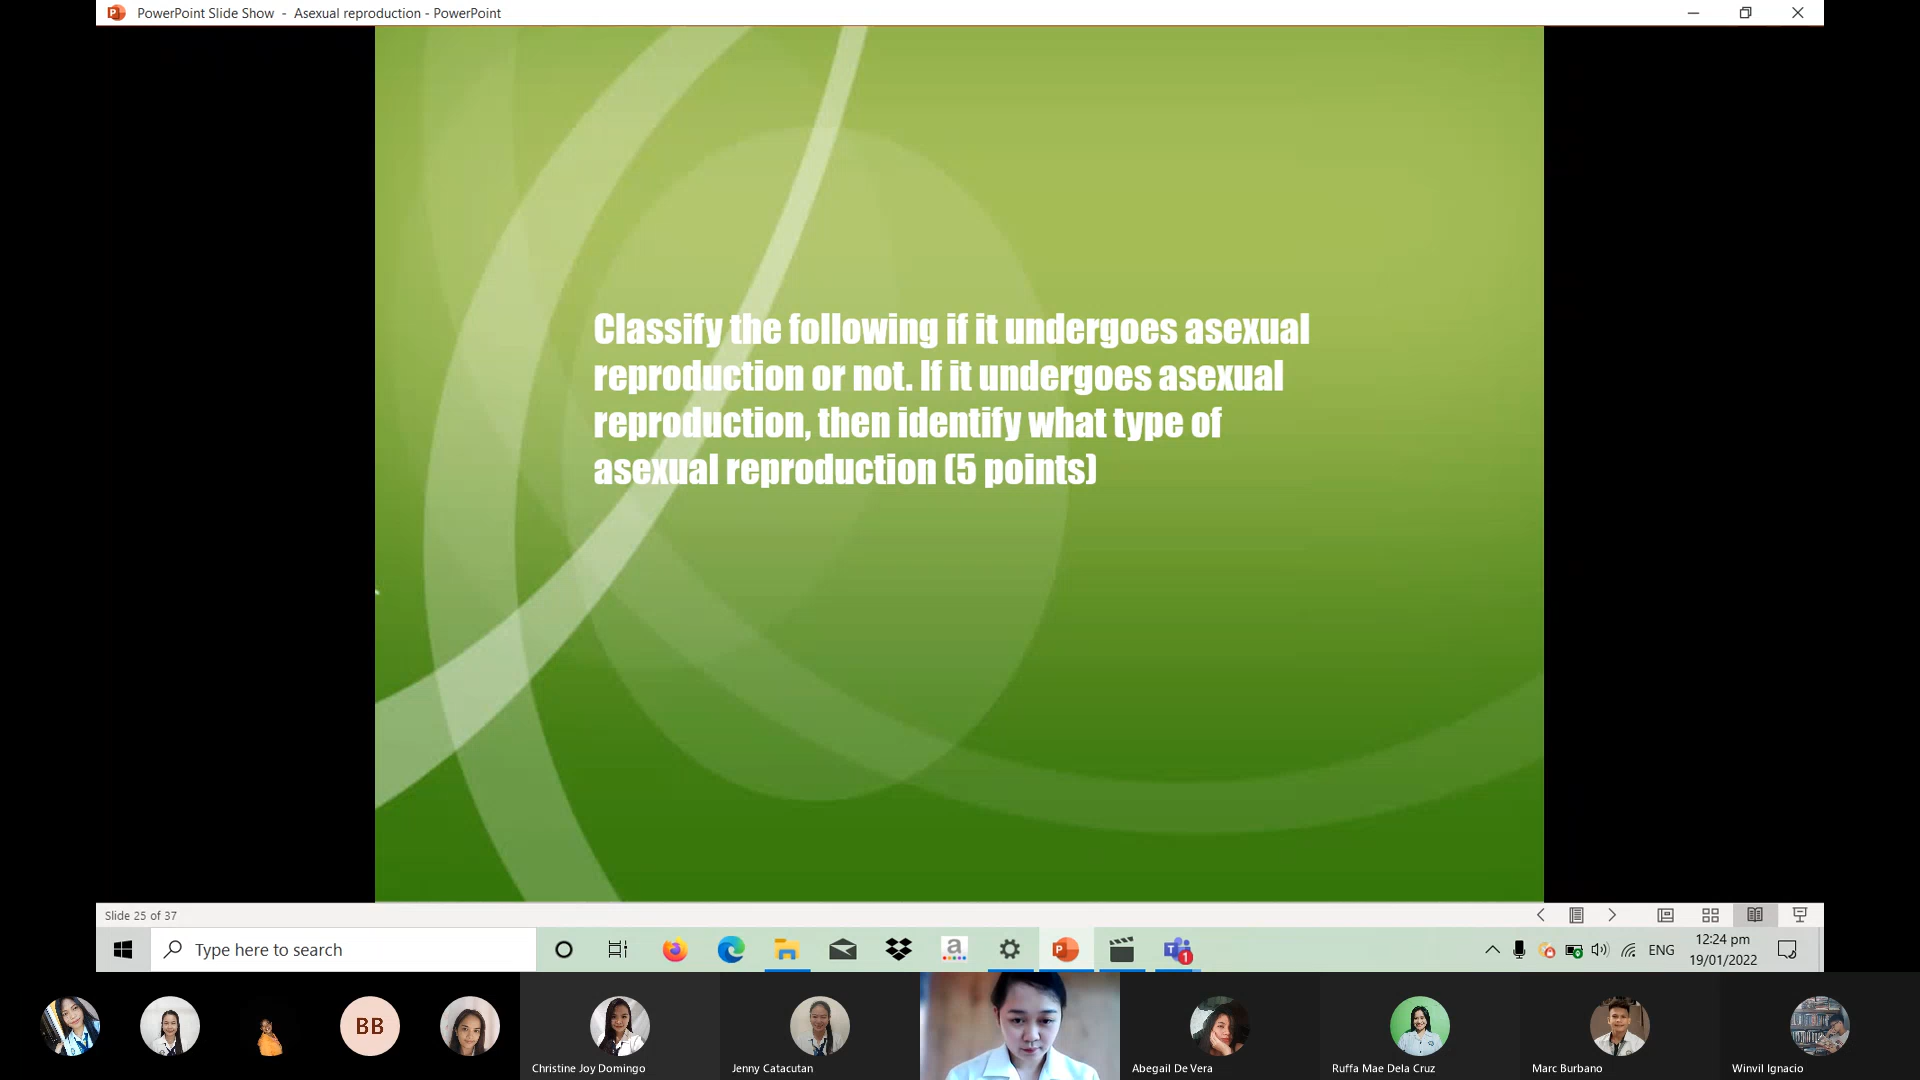 PowerPoint Slide Show - Asexual reproduction - PowerPoint
Classify the following if it undergoes asexual
reproduction or not. If it undergoes asexual
reproduction, then identify what type of
asexual reproduction (5 points)
Slide 25 of 37
Type here to search
a
ENG
12:24 pm
19/01/2022
1
BB
Christine Joy Domingo
Jenny Catacutan
Abegail De Vera
Ruffa Mae Dela Cruz
Marc Burbano
Winvil Ignacio